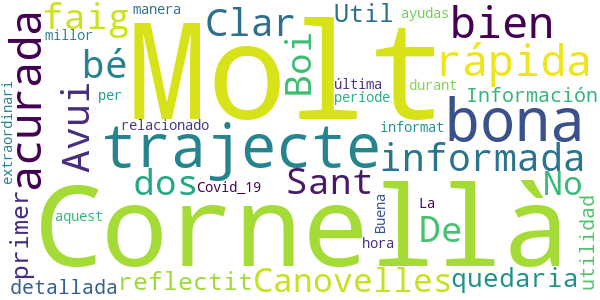 manera
ayudas
faig
Clar
Util
bien
millor
Molt
Boi
rápida
acurada
bé
Avui
última
durant
per
període
Información
extraordinari
relacionado
informat
bona
trajecte
informada
dos
Covid_19
Sant
No
primer
aquest
Cornellà
Buena
La
De
utilidad
hora
detallada
reflectit
Canovelles
quedaria